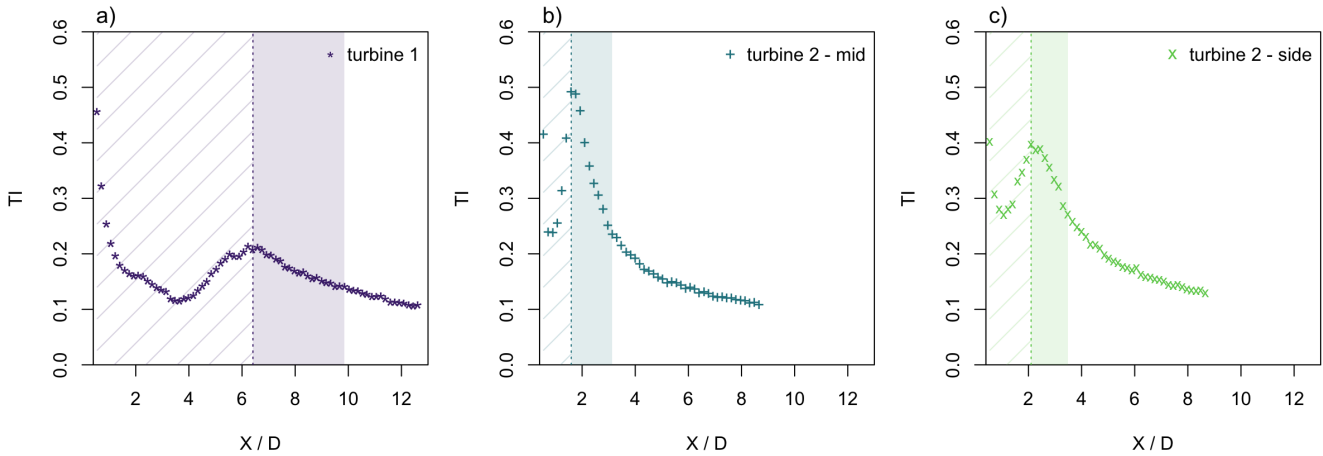 a)
turbine 1
TI
0.0 0.1 0.2 0.3 0.4 0.5 0.6
2 4 6 8 10 12
X / D
b)
turbine 2 - mid
TI
0.0 0.1 0.2 0.3 0.4 0.5 0.6
2 4 6 8 10 12
X / D
c)
turbine 2 - side
TI
0.0 0.1 0.2 0.3 0.4 0.5 0.6
2 4 6 8 10 12
X / D